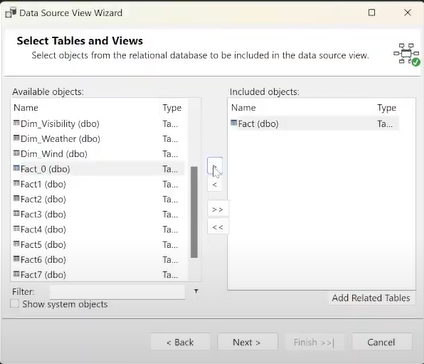 Data Source View Wizard
Select Tables and Views
Select objects from the relational database to be included in the data source view.
Available objects:
Name Type
Dim_Visibility (dbo) Ta...
Dim_Weather (dbo) Ta...
Dim_Wind (dbo) Ta...
Fact_0 (dbo) Ta...
Fact1 (dbo) Ta...
Fact2 (dbo) Ta...
Fact3 (dbo) Ta...
Fact4 (dbo) Ta...
Fact5 (dbo) Ta...
Fact6 (dbo) Ta...
Fact7 (dbo) Ta...
Filter:
Show system objects
<
>>
<<
Included objects:
Name Type
Fact (dbo) Ta...
Add Related Tables
< Back Next > Finish >>| Cancel